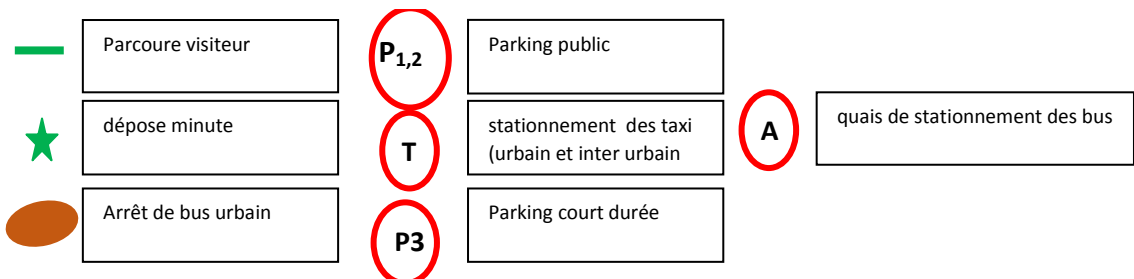 Parcoure visiteur
P1,2
Parking public
dépose minute
T
stationnement des taxi
(urbain et inter urbain
A
quais de stationnement des bus
Arrêt de bus urbain
P3
Parking court durée